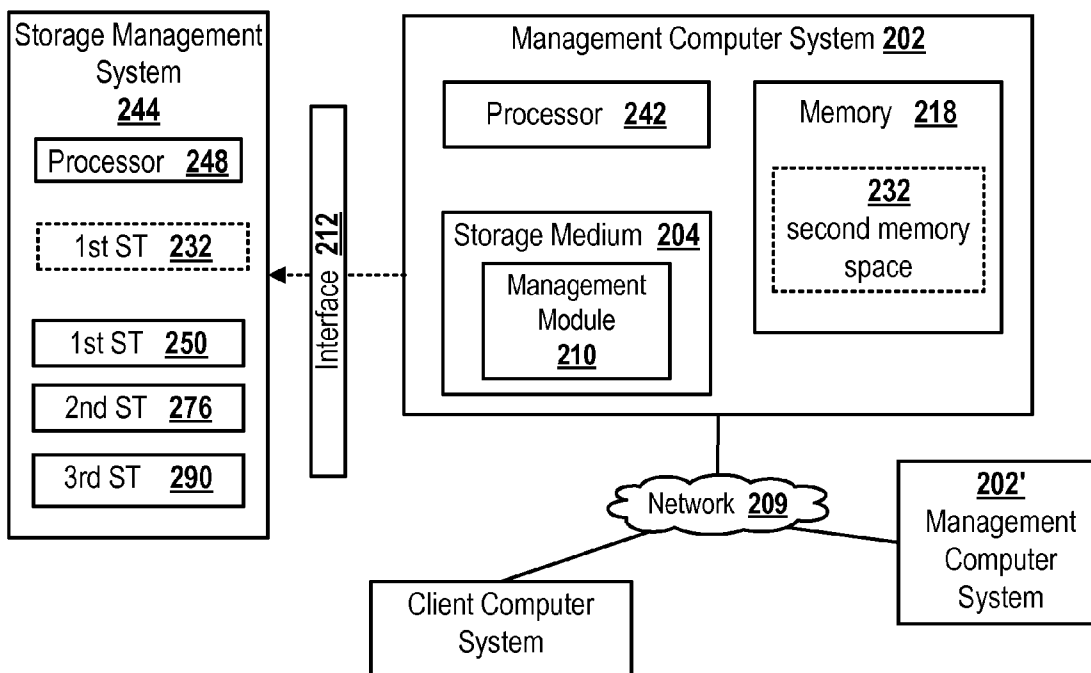 Storage Management
System
244
Processor 248
1st ST 232
1st ST 250
2nd ST 276
3rd ST 290
Interface 212
Management Computer System 202
Processor 242
Memory 218
232
second memory
space
Storage Medium 204
Management
Module
210
Network 209
202'
Management
Computer
System
Client Computer
System